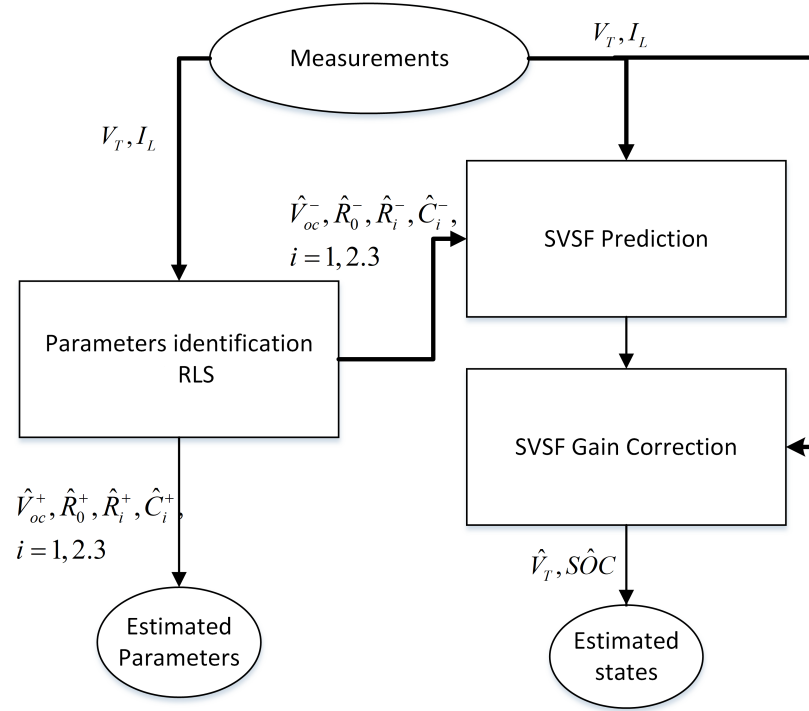 Measurements
V_T, I_L
V_T, I_L
V̂_oc^-, R̂_0^-, R̂_i^-, Ĉ_i^-,
i = 1, 2.3
SVSF Prediction
Parameters identification
RLS
SVSF Gain Correction
V̂_oc^+, R̂_0^+, R̂_i^+, Ĉ_i^+,
i = 1, 2.3
V̂_T, SÔC
Estimated
Parameters
Estimated
states